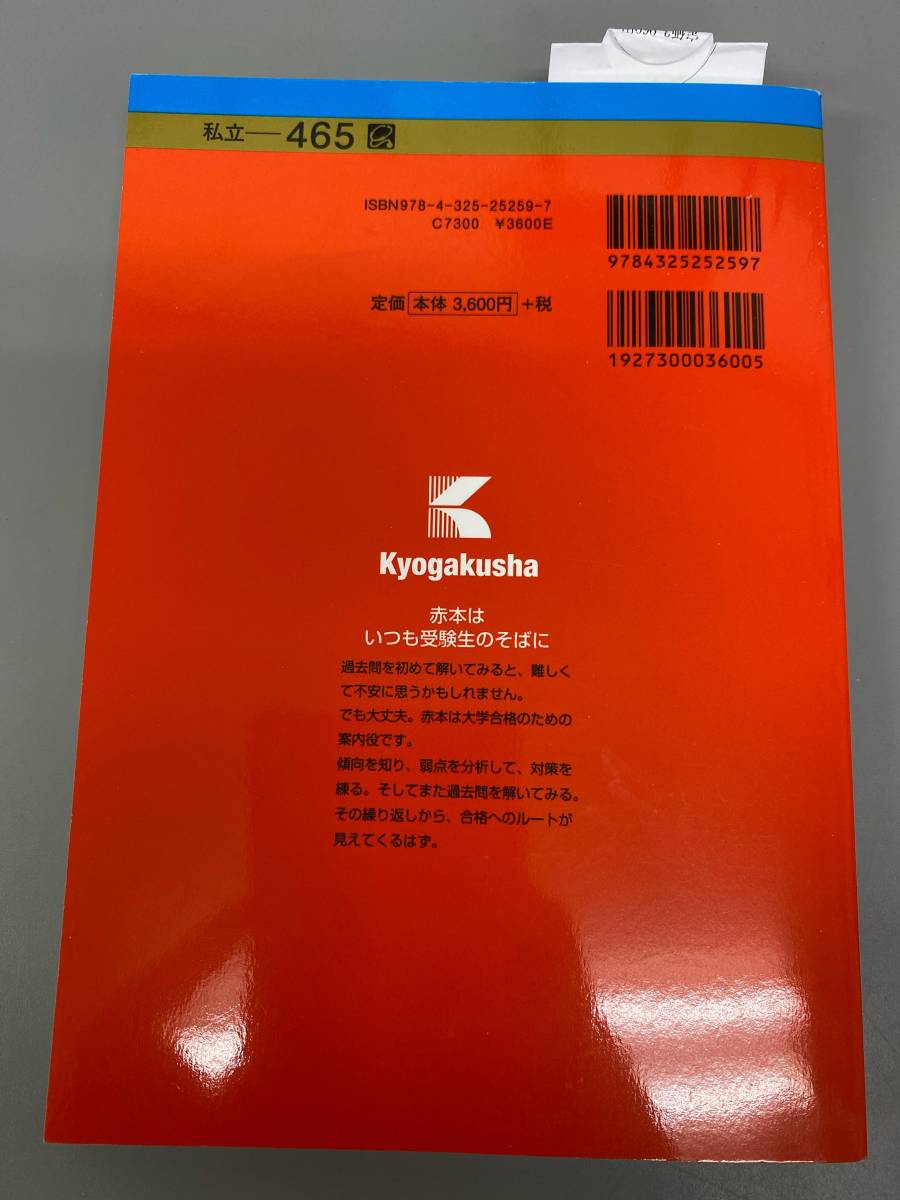 定価3,960円
私立──465
ISBN978-4-325-25259-7
C7300 ¥3600E
9784325252597
定価 本体 3,600円 +税
1927300036005
Kyogakusha
赤本は
いつも受験生のそばに
過去問を初めて解いてみると、難しく
て不安に思うかもしれません。
でも大丈夫。赤本は大学合格のための
案内役です。
傾向を知り、弱点を分析して、対策を
練る。そしてまた過去問を解いてみる。
その繰り返しから、合格へのルートが
見えてくるはず。